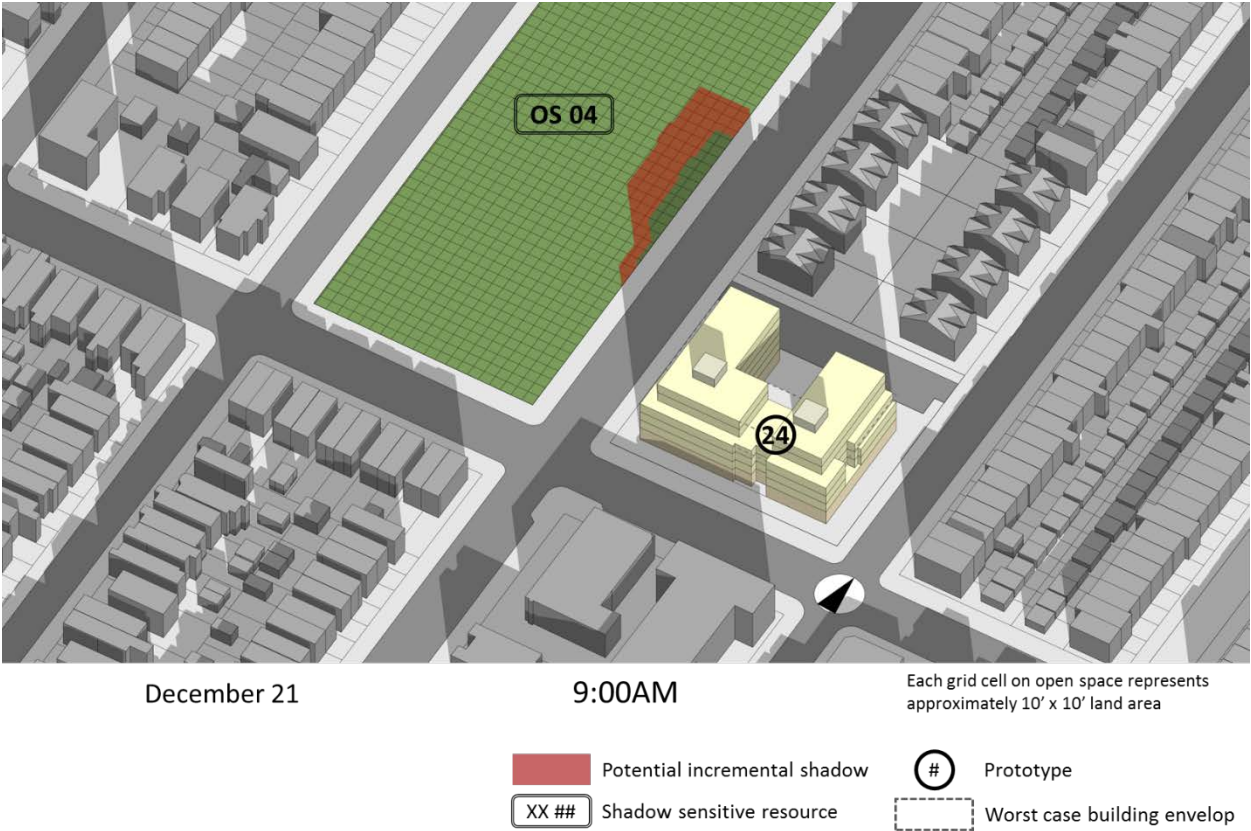 OS 04
24
December 21
9:00AM
Each grid cell on open space represents
approximately 10’ x 10’ land area
Potential incremental shadow
# Prototype
XX ## Shadow sensitive resource
Worst case building envelop